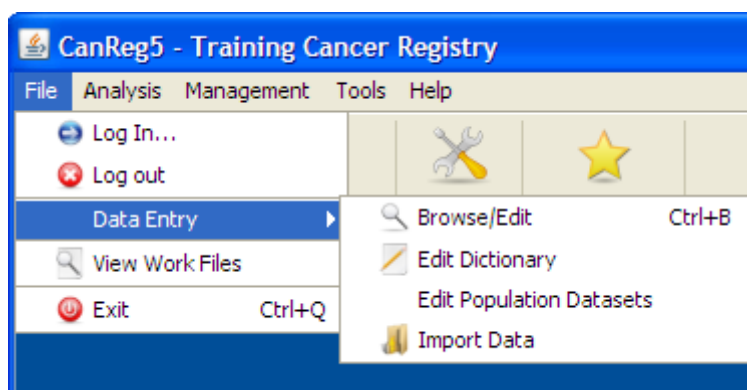 CanReg5 - Training Cancer Registry
File Analysis Management Tools Help
Log In...
Log out
Data Entry
View Work Files
Exit Ctrl+Q
Browse/Edit Ctrl+B
Edit Dictionary
Edit Population Datasets
Import Data